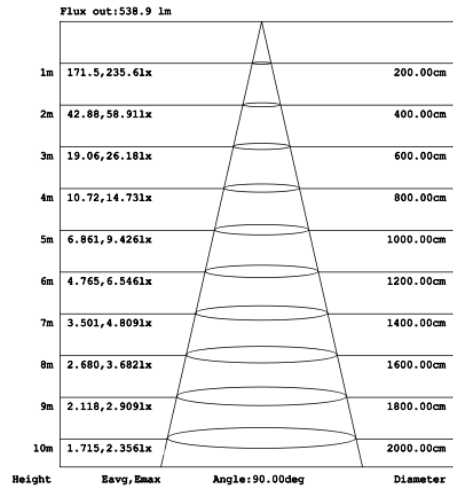 Flux out:538.9 lm
1m 171.5,235.6lx 200.00cm
2m 42.88,58.91lx 400.00cm
3m 19.06,26.18lx 600.00cm
4m 10.72,14.73lx 800.00cm
5m 6.861,9.426lx 1000.00cm
6m 4.765,6.546lx 1200.00cm
7m 3.501,4.809lx 1400.00cm
8m 2.680,3.682lx 1600.00cm
9m 2.118,2.909lx 1800.00cm
10m 1.715,2.356lx 2000.00cm
Height Eavg,Emax Angle:90.00deg Diameter